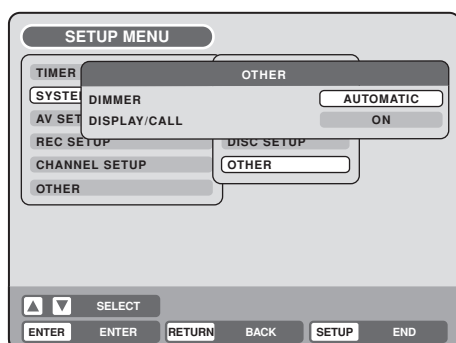 SETUP MENU
TIMER
OTHER
DIMMER AUTOMATIC
DISPLAY/CALL ON
AV SET
REC SETUP
DISC SETUP
CHANNEL SETUP
OTHER
OTHER
SELECT
ENTER ENTER RETURN BACK SETUP END